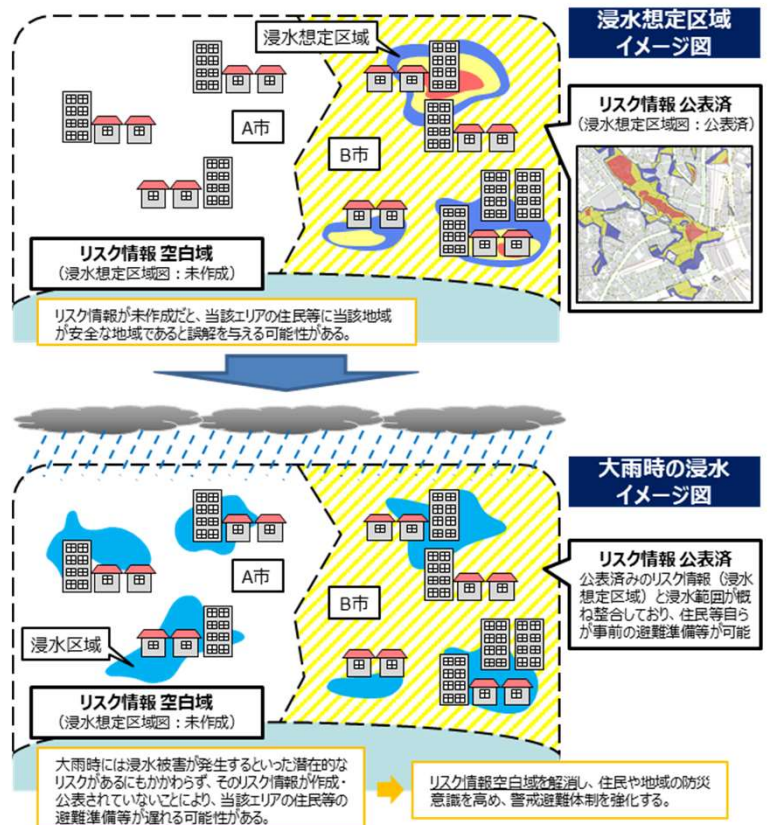 浸水想定区域
イメージ図
浸水想定区域
A市
B市
リスク情報 公表済
（浸水想定区域図：公表済）
リスク情報 空白域
（浸水想定区域図：未作成）
リスク情報が未作成だと、当該エリアの住民等に当該地域
が安全な地域であると誤解を与える可能性がある。
大雨時の浸水
イメージ図
A市
B市
浸水区域
リスク情報 公表済
公表済みのリスク情報（浸水
想定区域）と浸水範囲が概
ね整合しており、住民等自ら
が事前の避難準備等が可能
リスク情報 空白域
（浸水想定区域図：未作成）
大雨時には浸水被害が発生するといった潜在的な
リスクがあるにもかかわらず、そのリスク情報が作成・
公表されていないことにより、当該エリアの住民等の
避難準備等が遅れる可能性がある。
リスク情報空白域を解消し、住民や地域の防災
意識を高め、警戒避難体制を強化する。